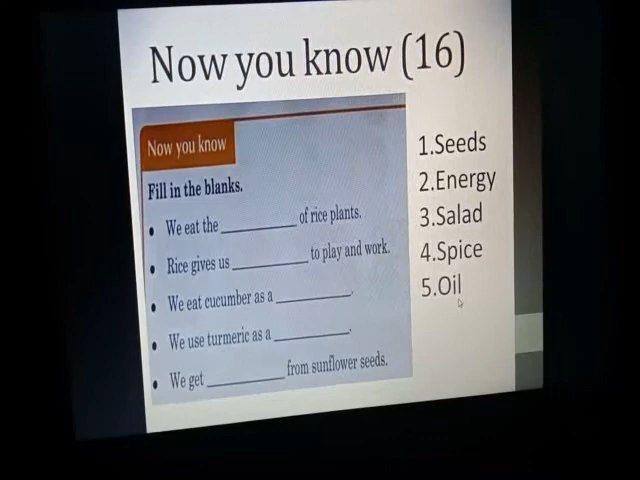 Now you know (16)
Now you know
Fill in the blanks.
• We eat the __________ of rice plants.
• Rice gives us __________ to play and work.
• We eat cucumber as a __________.
• We use turmeric as a __________.
• We get __________ from sunflower seeds.
1.Seeds
2.Energy
3.Salad
4.Spice
5.Oil